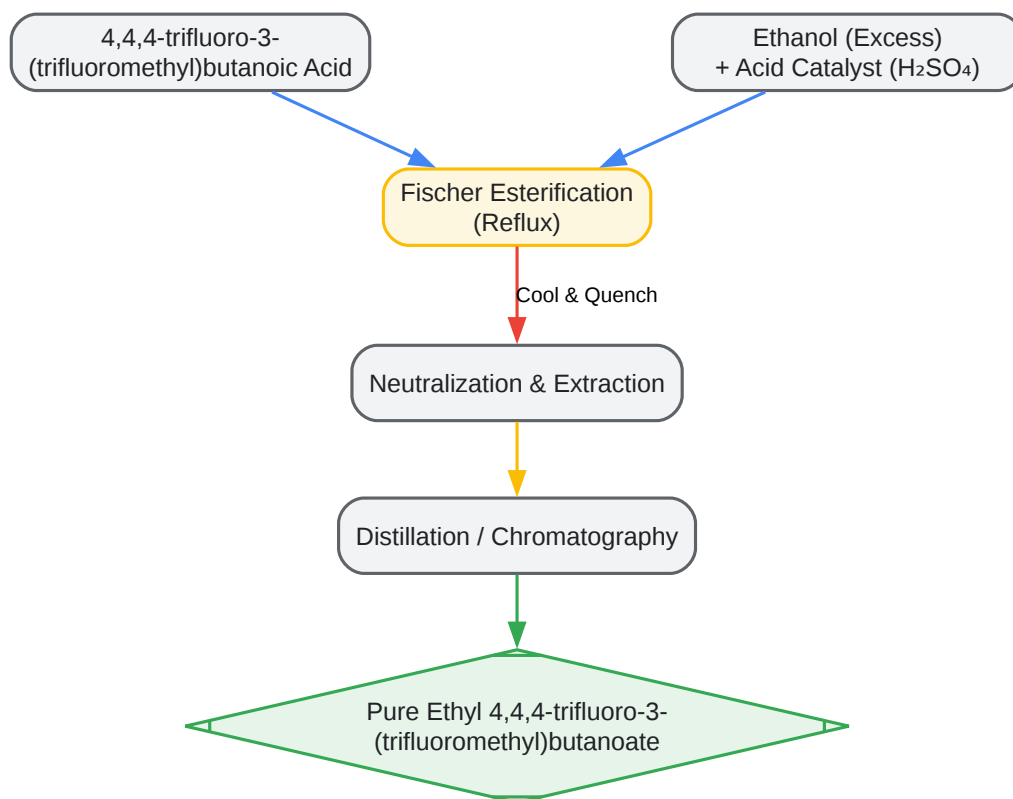 4,4,4-trifluoro-3-
(trifluoromethyl)butanoic Acid
Ethanol (Excess)
+ Acid Catalyst (H₂SO₄)
Fischer Esterification
(Reflux)
Cool & Quench
Neutralization & Extraction
Distillation / Chromatography
Pure Ethyl 4,4,4-trifluoro-3-
(trifluoromethyl)butanoate